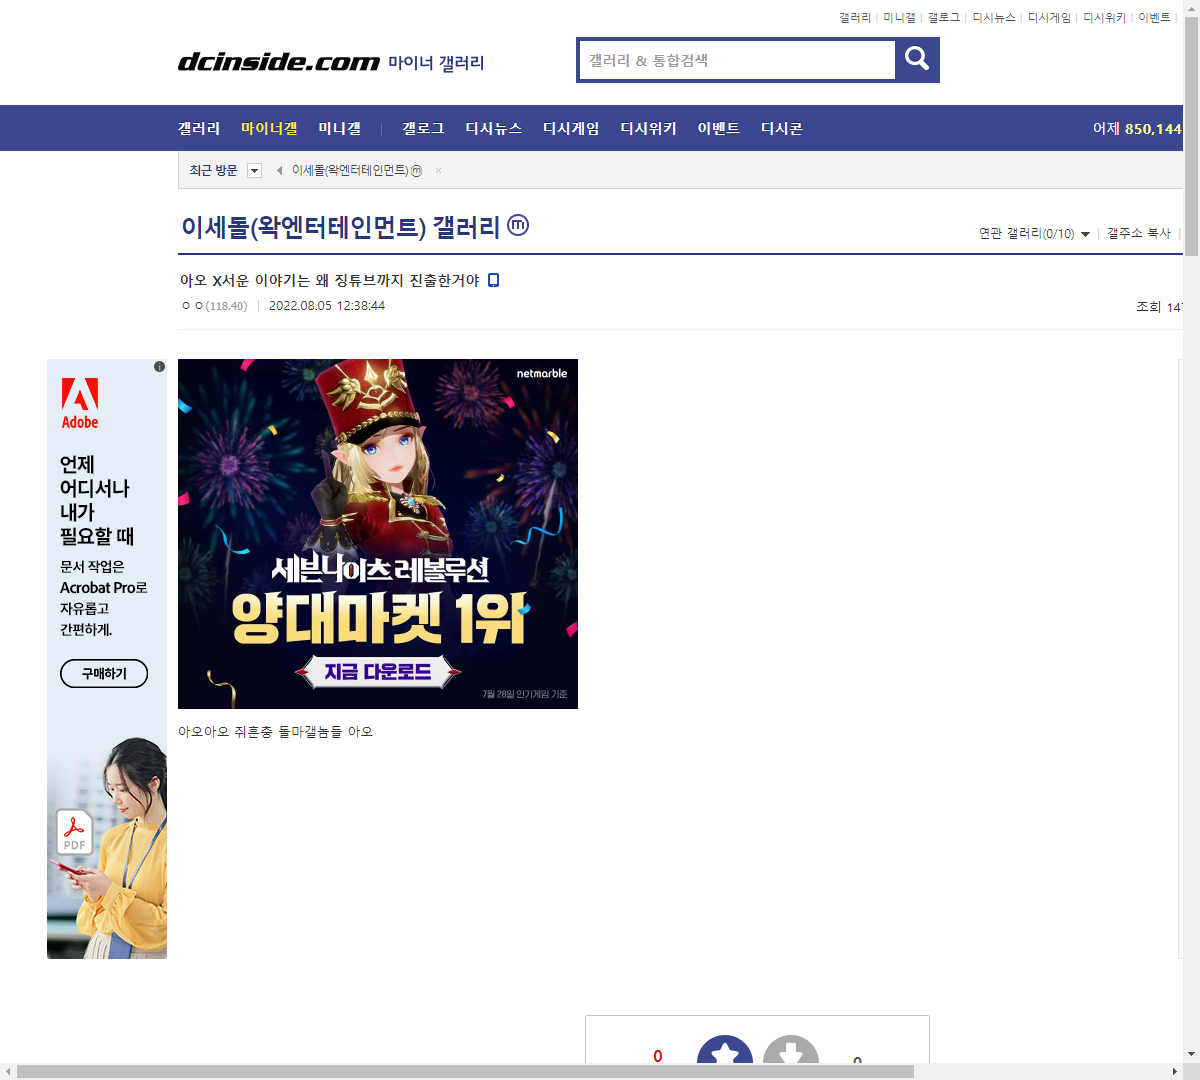 갤러리 미니갤 갤로그 디시뉴스 디시게임 디시위키 이벤트
dcinside.com 마이너 갤러리
갤러리 & 통합검색
갤러리 마이너갤 미니갤 갤로그 디시뉴스 디시게임 디시위키 이벤트 디시콘
어제 850,144
최근 방문 이세돌(왁엔터테인먼트) ⓜ ×
이세돌(왁엔터테인먼트) 갤러리 ⓜ
연관 갤러리(0/10) 갤주소 복사
아오 X서운 이야기는 왜 징튜브까지 진출한거야
ㅇㅇ(118.40) 2022.08.05 12:38:44
조회 147
Adobe
언제
어디서나
내가
필요할 때
문서 작업은
Acrobat Pro로
자유롭고
간편하게.
구매하기
PDF
netmarble
세븐나이츠 레볼루션
양대마켓 1위
지금 다운로드
7월 28일 인기게임 기준
아오아오 쥐흔충 돌마갤놈들 아오
0
0